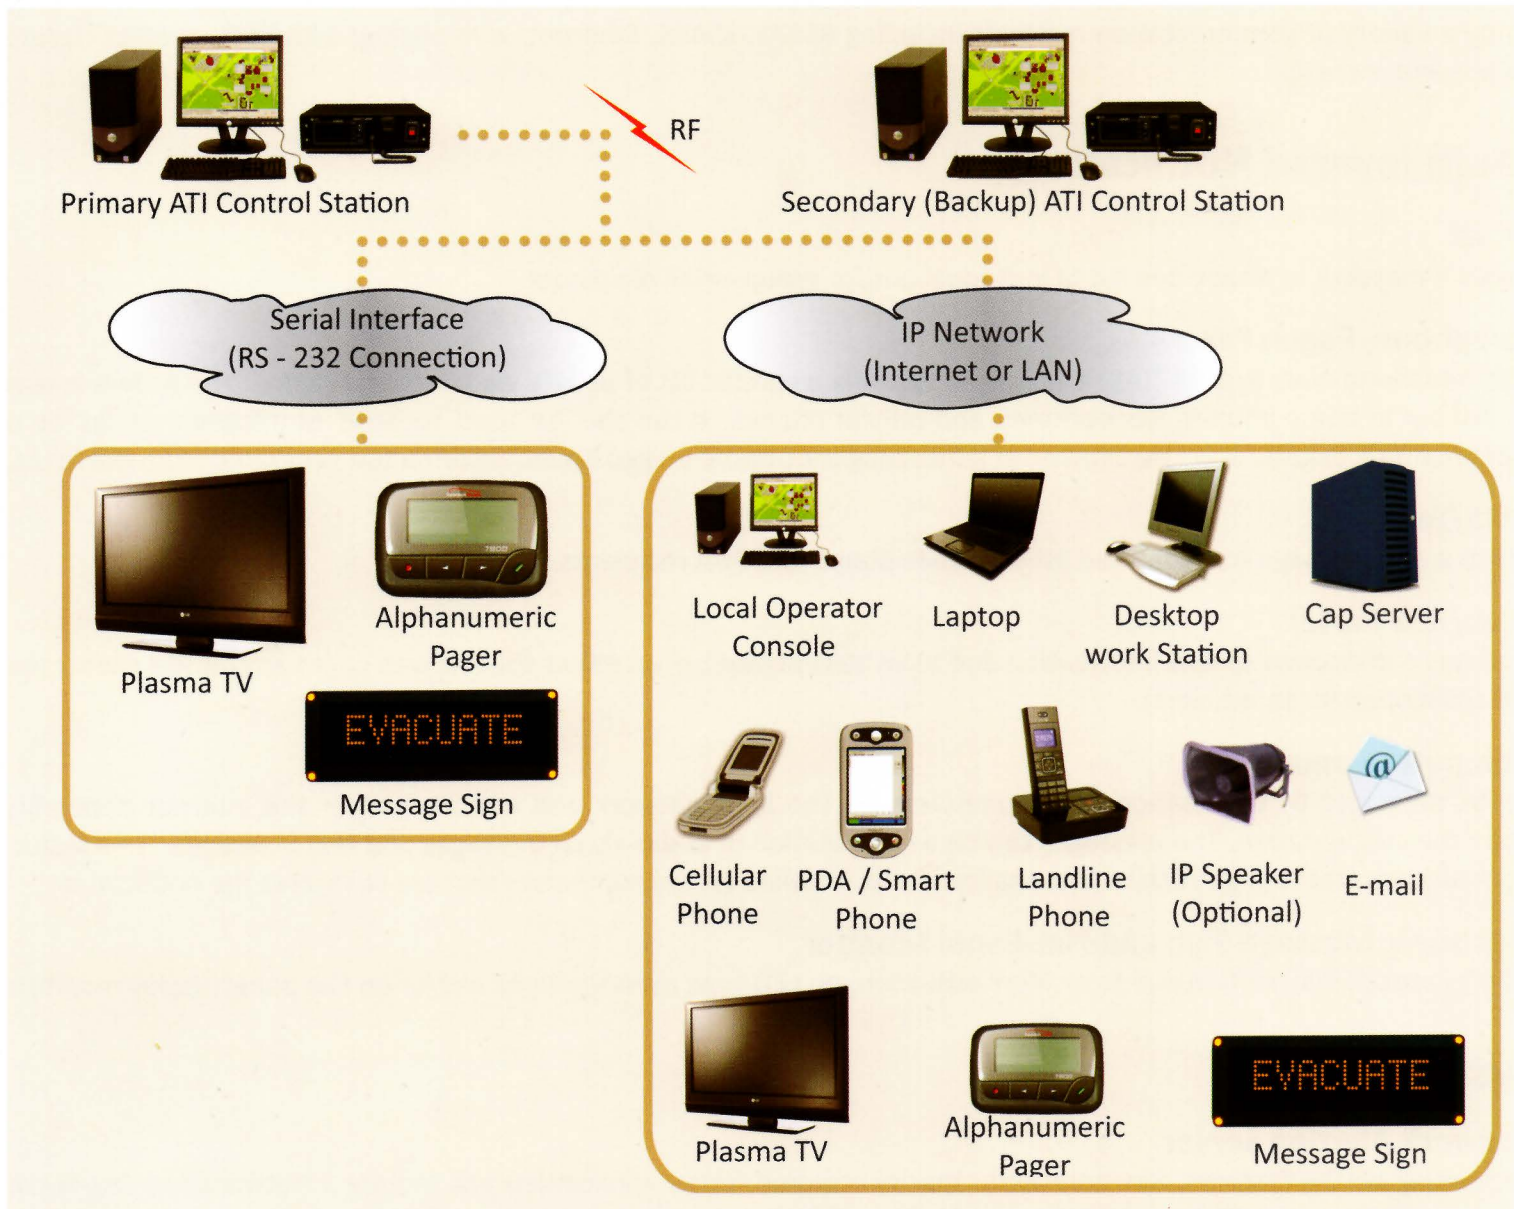 RF
Primary ATI Control Station
Secondary (Backup) ATI Control Station
Serial Interface
(RS - 232 Connection)
IP Network
(Internet or LAN)
Plasma TV
Alphanumeric
Pager
EVACUATE
Message Sign
Local Operator
Console
Laptop
Desktop
work Station
Cap Server
Cellular
Phone
PDA / Smart
Phone
Landline
Phone
IP Speaker
(Optional)
@
E-mail
Plasma TV
Alphanumeric
Pager
EVACUATE
Message Sign